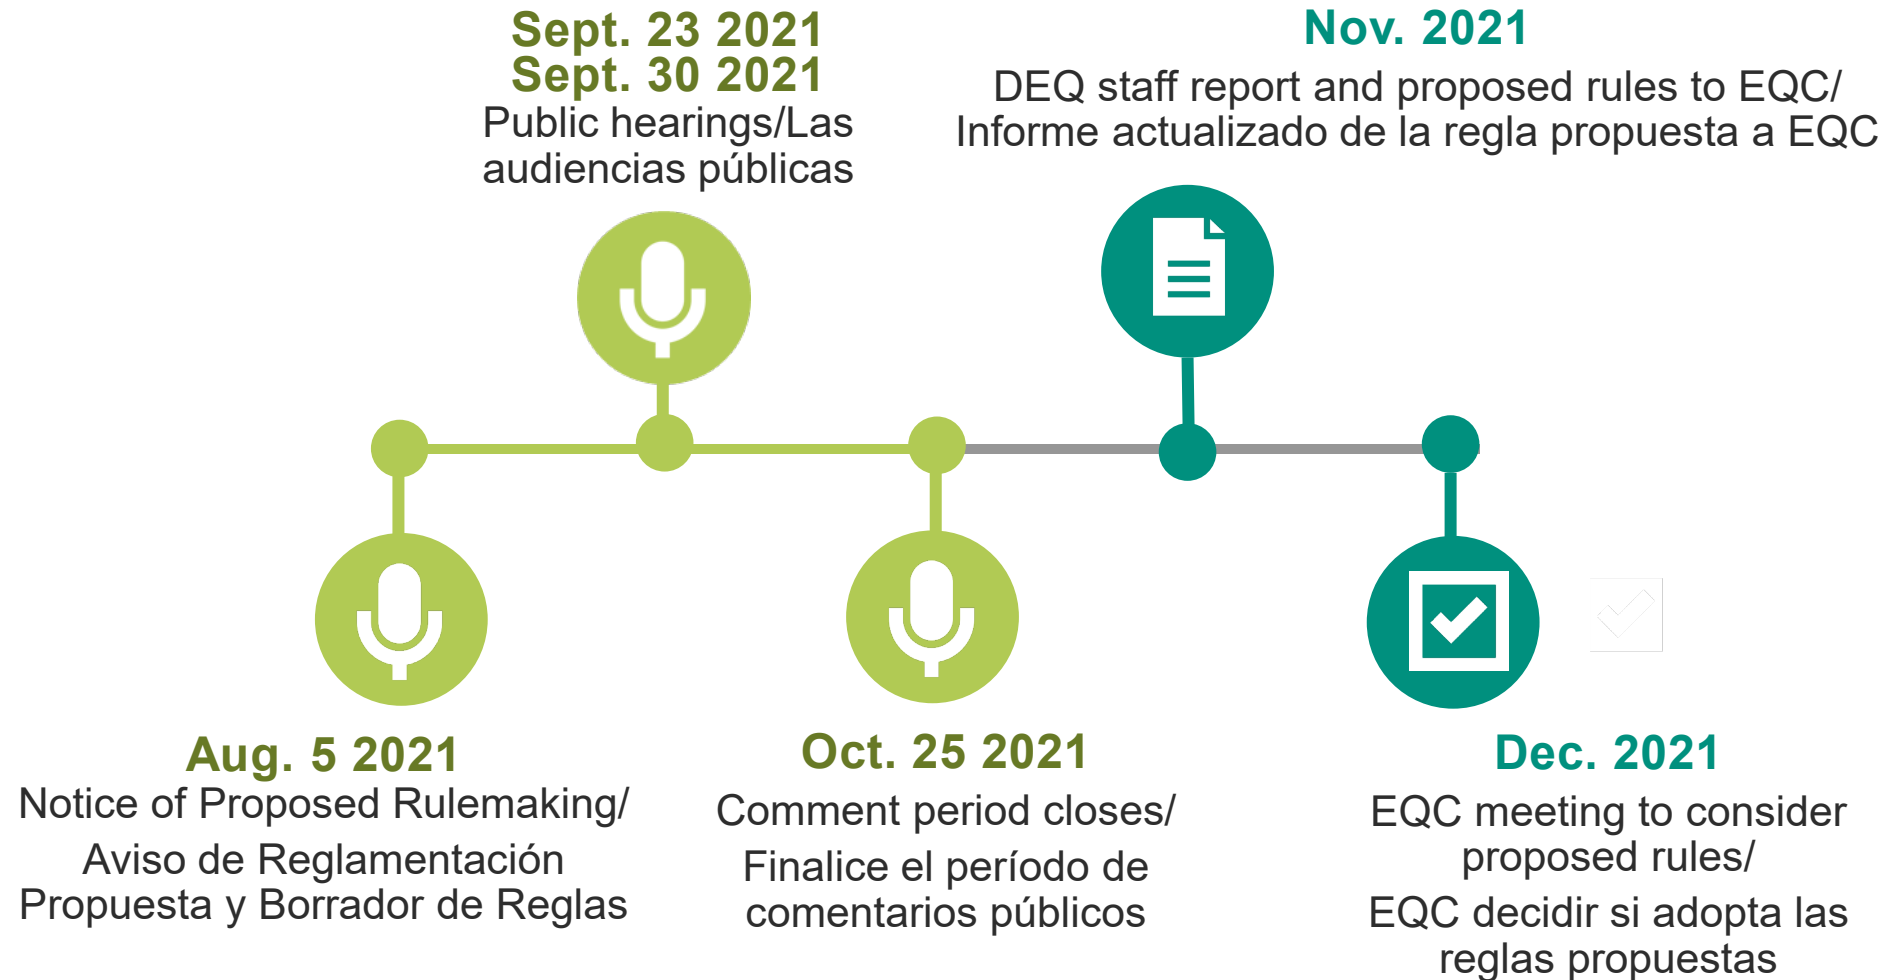 Sept. 23 2021
Sept. 30 2021
Public hearings/Las
audiencias públicas
Nov. 2021
DEQ staff report and proposed rules to EQC/
Informe actualizado de la regla propuesta a EQC
Aug. 5 2021
Notice of Proposed Rulemaking/
Aviso de Reglamentación
Propuesta y Borrador de Reglas
Oct. 25 2021
Comment period closes/
Finalice el período de
comentarios públicos
Dec. 2021
EQC meeting to consider
proposed rules/
EQC decidir si adopta las
reglas propuestas